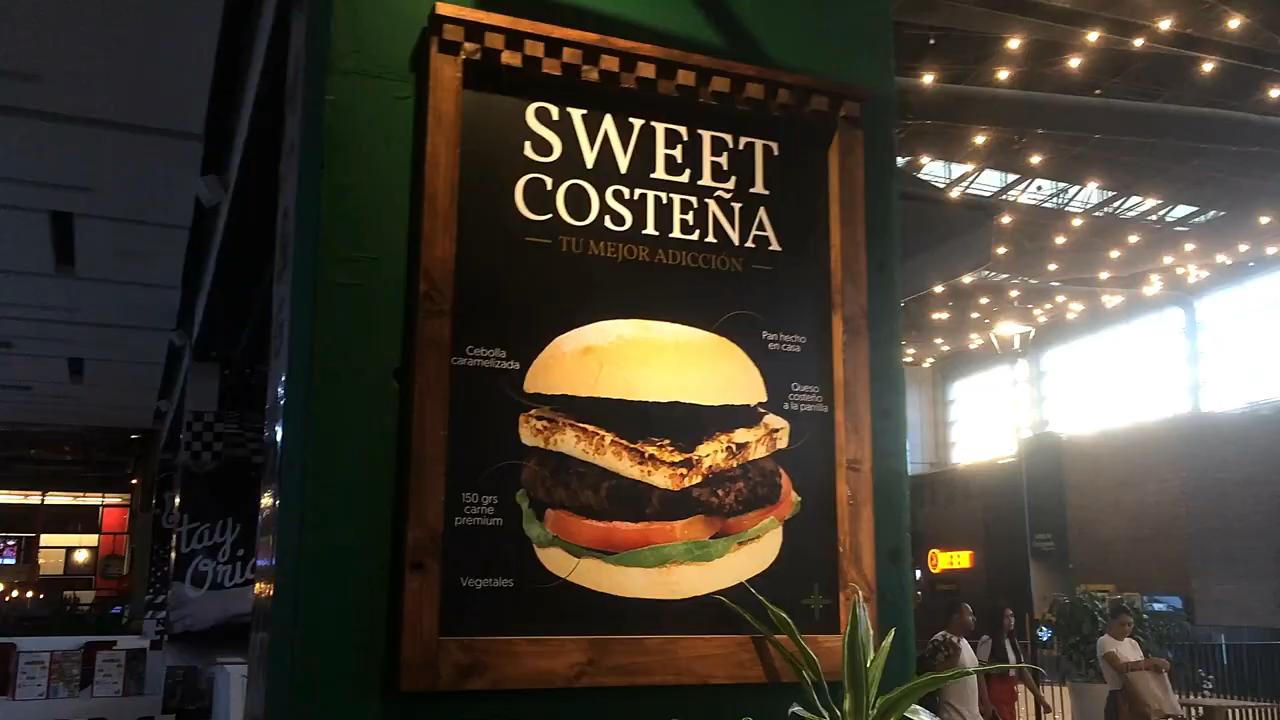 SWEET
COSTEÑA
TU MEJOR ADICCIÓN
Pan hecho
en casa
Cebolla
caramelizada
Queso
costeño
a la parrilla
150 grs
carne
premium
Vegetales